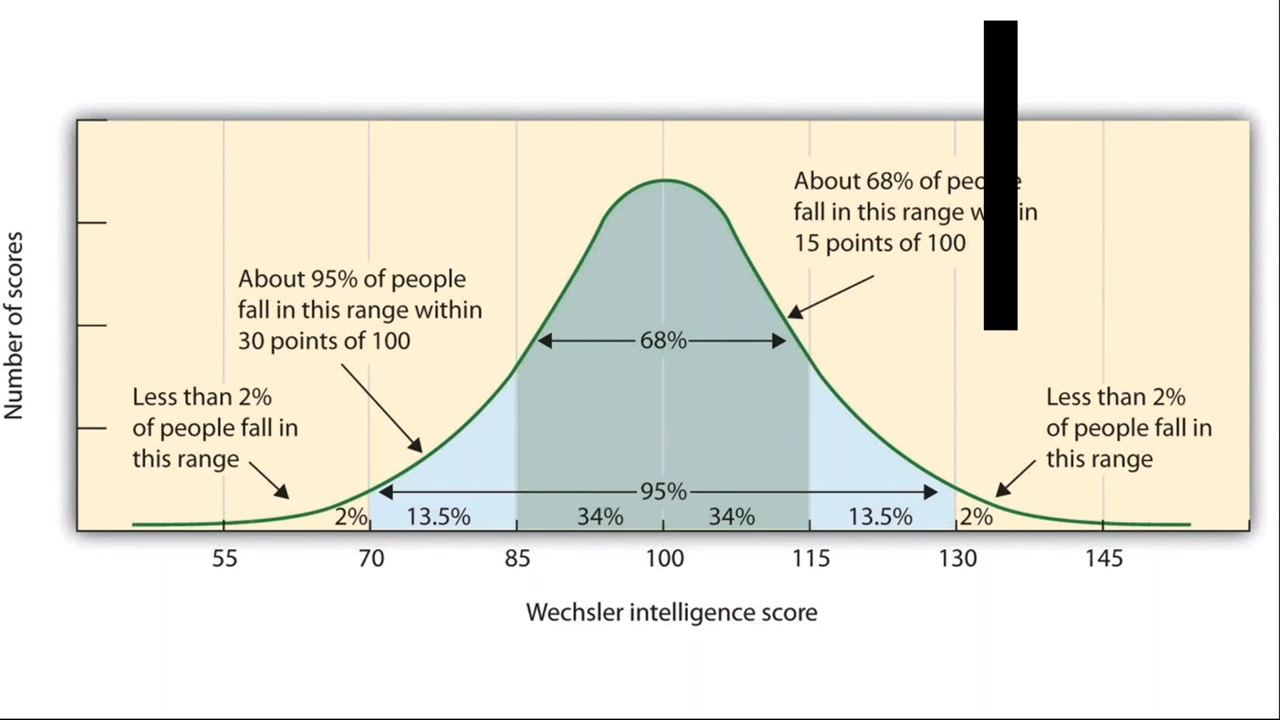 About 68% of
fall in this range
15 points of 100
About 95% of people
fall in this range within
30 points of 100
68%
Less than 2%
of people fall in
this range
Less than 2%
of people fall in
this range
95%
2% 13.5% 34% 34% 13.5% 2%
55 70 85 100 115 130 145
Wechsler intelligence score
Number of scores